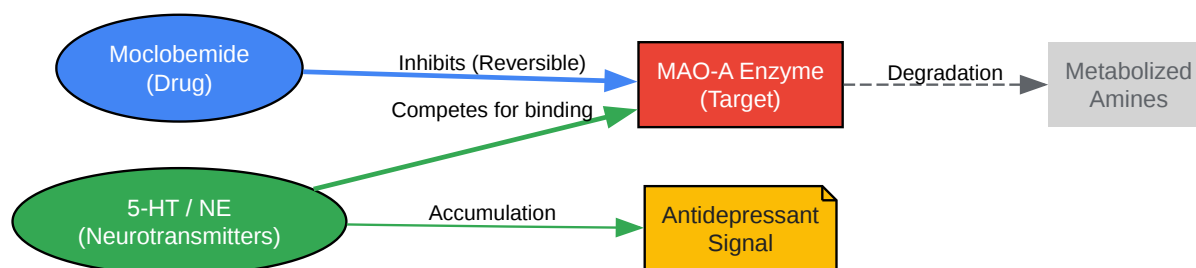 Moclobemide
(Drug)
Inhibits (Reversible)
MAO-A Enzyme
(Target)
Degradation
Metabolized
Amines
Competes for binding
5-HT / NE
(Neurotransmitters)
Accumulation
Antidepressant
Signal